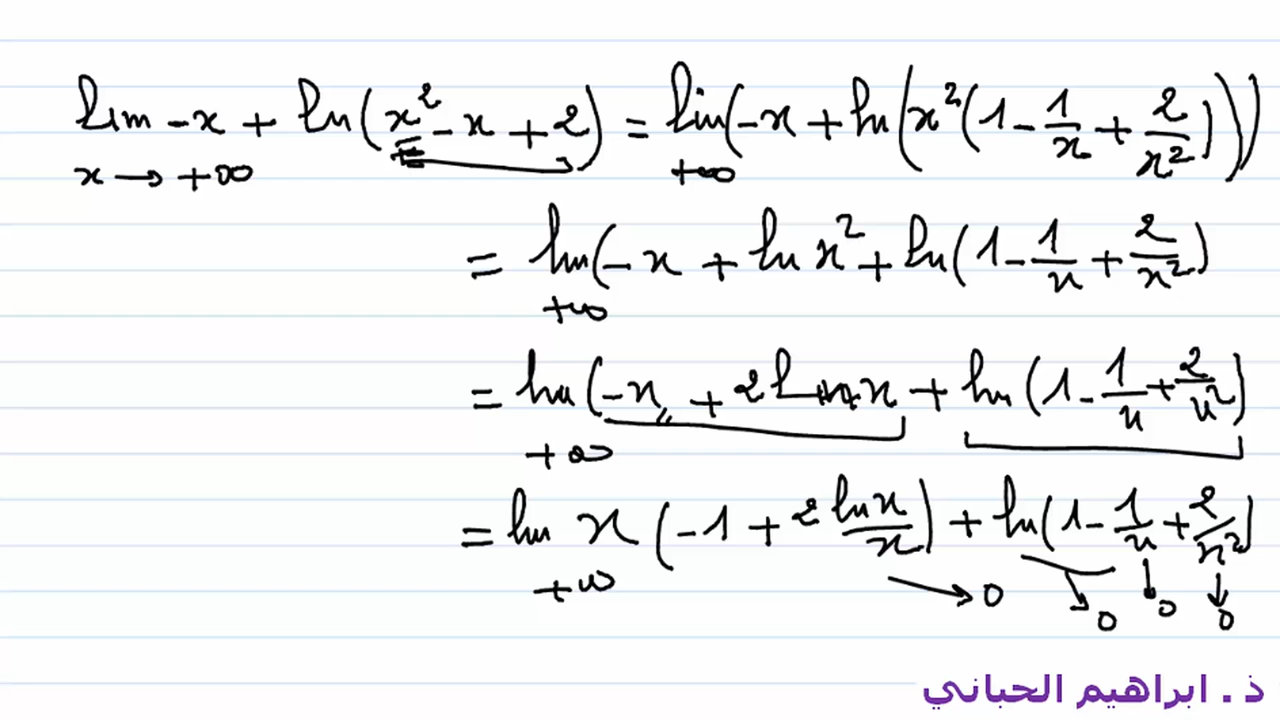 lim -x + ln(x² - x + 2) = lim(-x + ln(x²(1 - 1/x + 2/x²)))
x → +∞ +∞
= lim(-x + ln x² + ln(1 - 1/x + 2/x²)
+∞
= lim(-x + 2 ln x + ln(1 - 1/x + 2/x²)
+∞
= lim x(-1 + 2 ln x/x) + ln(1 - 1/x + 2/x²)
+∞ → 0 ↘ 0 ↓ 0 ↓ 0
ذ . ابراهيم الحباني